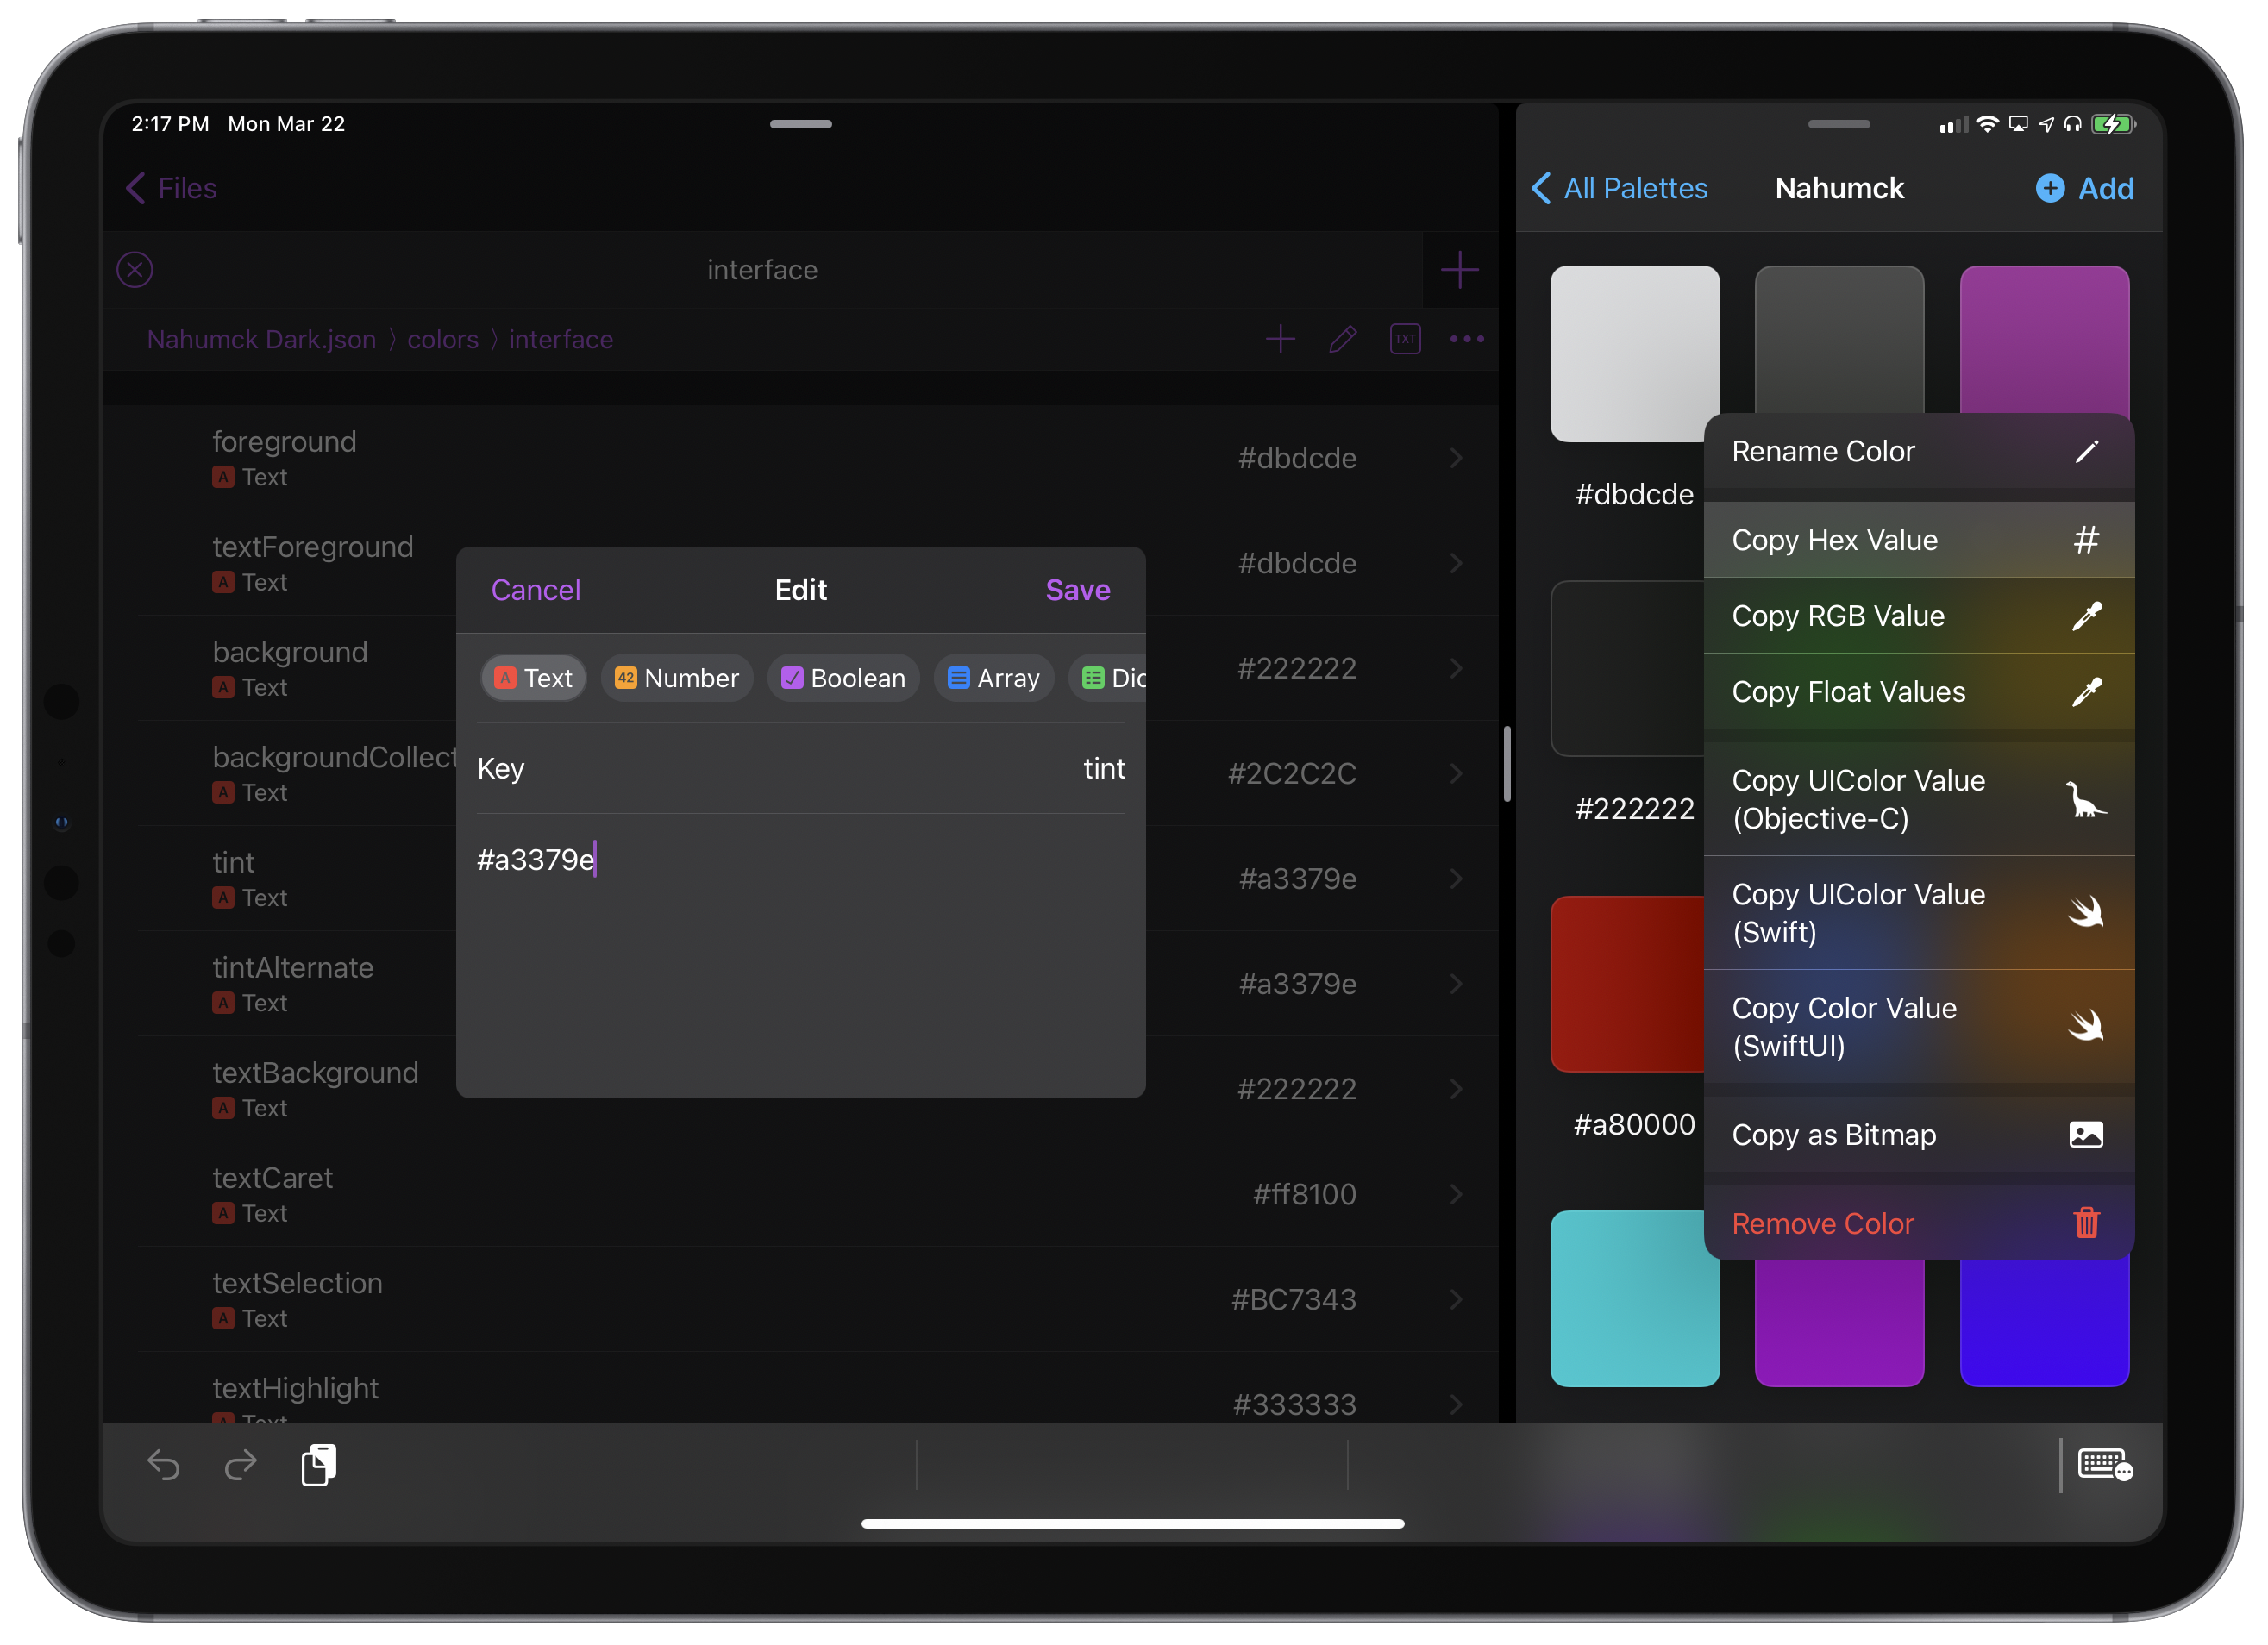 2:17 PM Mon Mar 22
Files
interface
Nahumck Dark.json 〉colors 〉interface
TXT
foreground
A Text
#dbdcde
textForeground
A Text
#dbdcde
background
A Text
#222222
backgroundCollect
A Text
#2C2C2C
tint
A Text
#a3379e
tintAlternate
A Text
#a3379e
textBackground
A Text
#222222
textCaret
A Text
#ff8100
textSelection
A Text
#BC7343
textHighlight
A Text
#333333
Cancel Edit Save
A Text 42 Number Boolean Array Dic
Key tint
#a3379e
All Palettes Nahumck Add
#dbdcde
#222222
#a80000
Rename Color
Copy Hex Value #
Copy RGB Value
Copy Float Values
Copy UIColor Value
(Objective-C)
Copy UIColor Value
(Swift)
Copy Color Value
(SwiftUI)
Copy as Bitmap
Remove Color